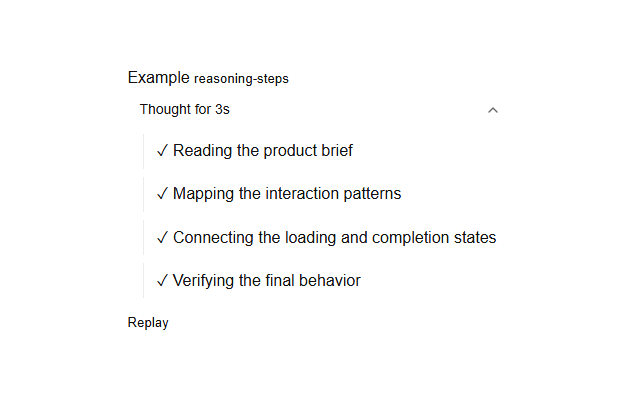 Example reasoning-steps
Thought for 3s
✓ Reading the product brief
✓ Mapping the interaction patterns
✓ Connecting the loading and completion states
✓ Verifying the final behavior
Replay